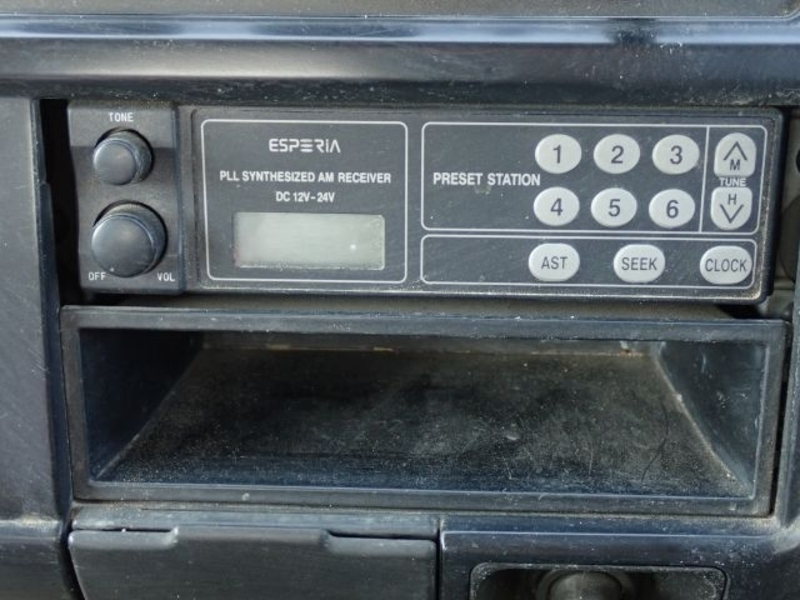 TONE
OFF VOL
ESPERIA
PLL SYNTHESIZED AM RECEIVER
DC 12V-24V
PRESET STATION
1 2 3
4 5 6
M
TUNE
H
AST SEEK CLOCK